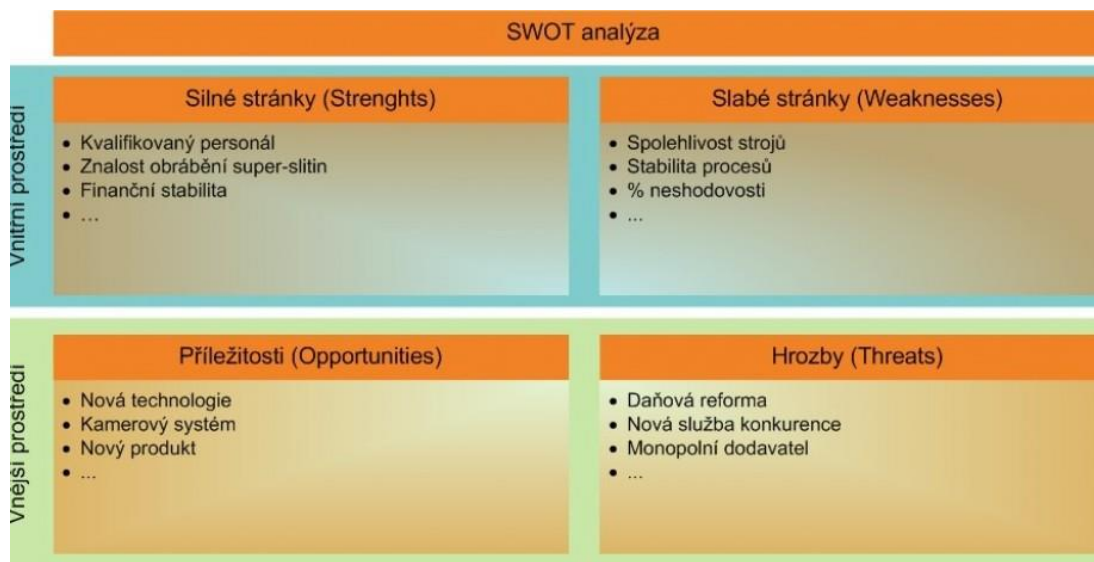 SWOT analýza
Vnitřní prostředí
Silné stránky (Strenghts)
• Kvalifikovaný personál
• Znalost obrábění super-slitin
• Finanční stabilita
• ...
Slabé stránky (Weaknesses)
• Spolehlivost strojů
• Stabilita procesů
• % neshodovosti
• ...
Vnější prostředí
Příležitosti (Opportunities)
• Nová technologie
• Kamerový systém
• Nový produkt
• ...
Hrozby (Threats)
• Daňová reforma
• Nová služba konkurence
• Monopolní dodavatel
• ...